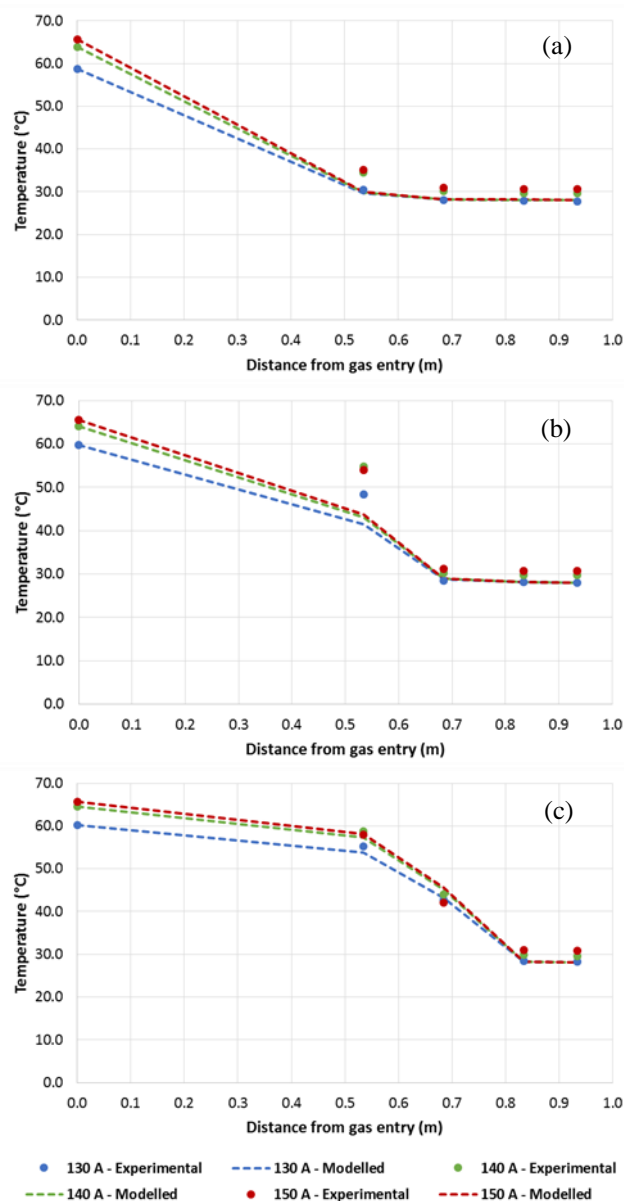 70.0
(a)
60.0
50.0
40.0
30.0
20.0
10.0
0.0
Temperature (°C)
0.0 0.1 0.2 0.3 0.4 0.5 0.6 0.7 0.8 0.9 1.0
Distance from gas entry (m)
70.0
(b)
60.0
50.0
40.0
30.0
20.0
10.0
0.0
Temperature (°C)
0.0 0.1 0.2 0.3 0.4 0.5 0.6 0.7 0.8 0.9 1.0
Distance from gas entry (m)
70.0
(c)
60.0
50.0
40.0
30.0
20.0
10.0
0.0
Temperature (°C)
0.0 0.1 0.2 0.3 0.4 0.5 0.6 0.7 0.8 0.9 1.0
Distance from gas entry (m)
130 A - Experimental 130 A - Modelled 140 A - Experimental
140 A - Modelled 150 A - Experimental 150 A - Modelled